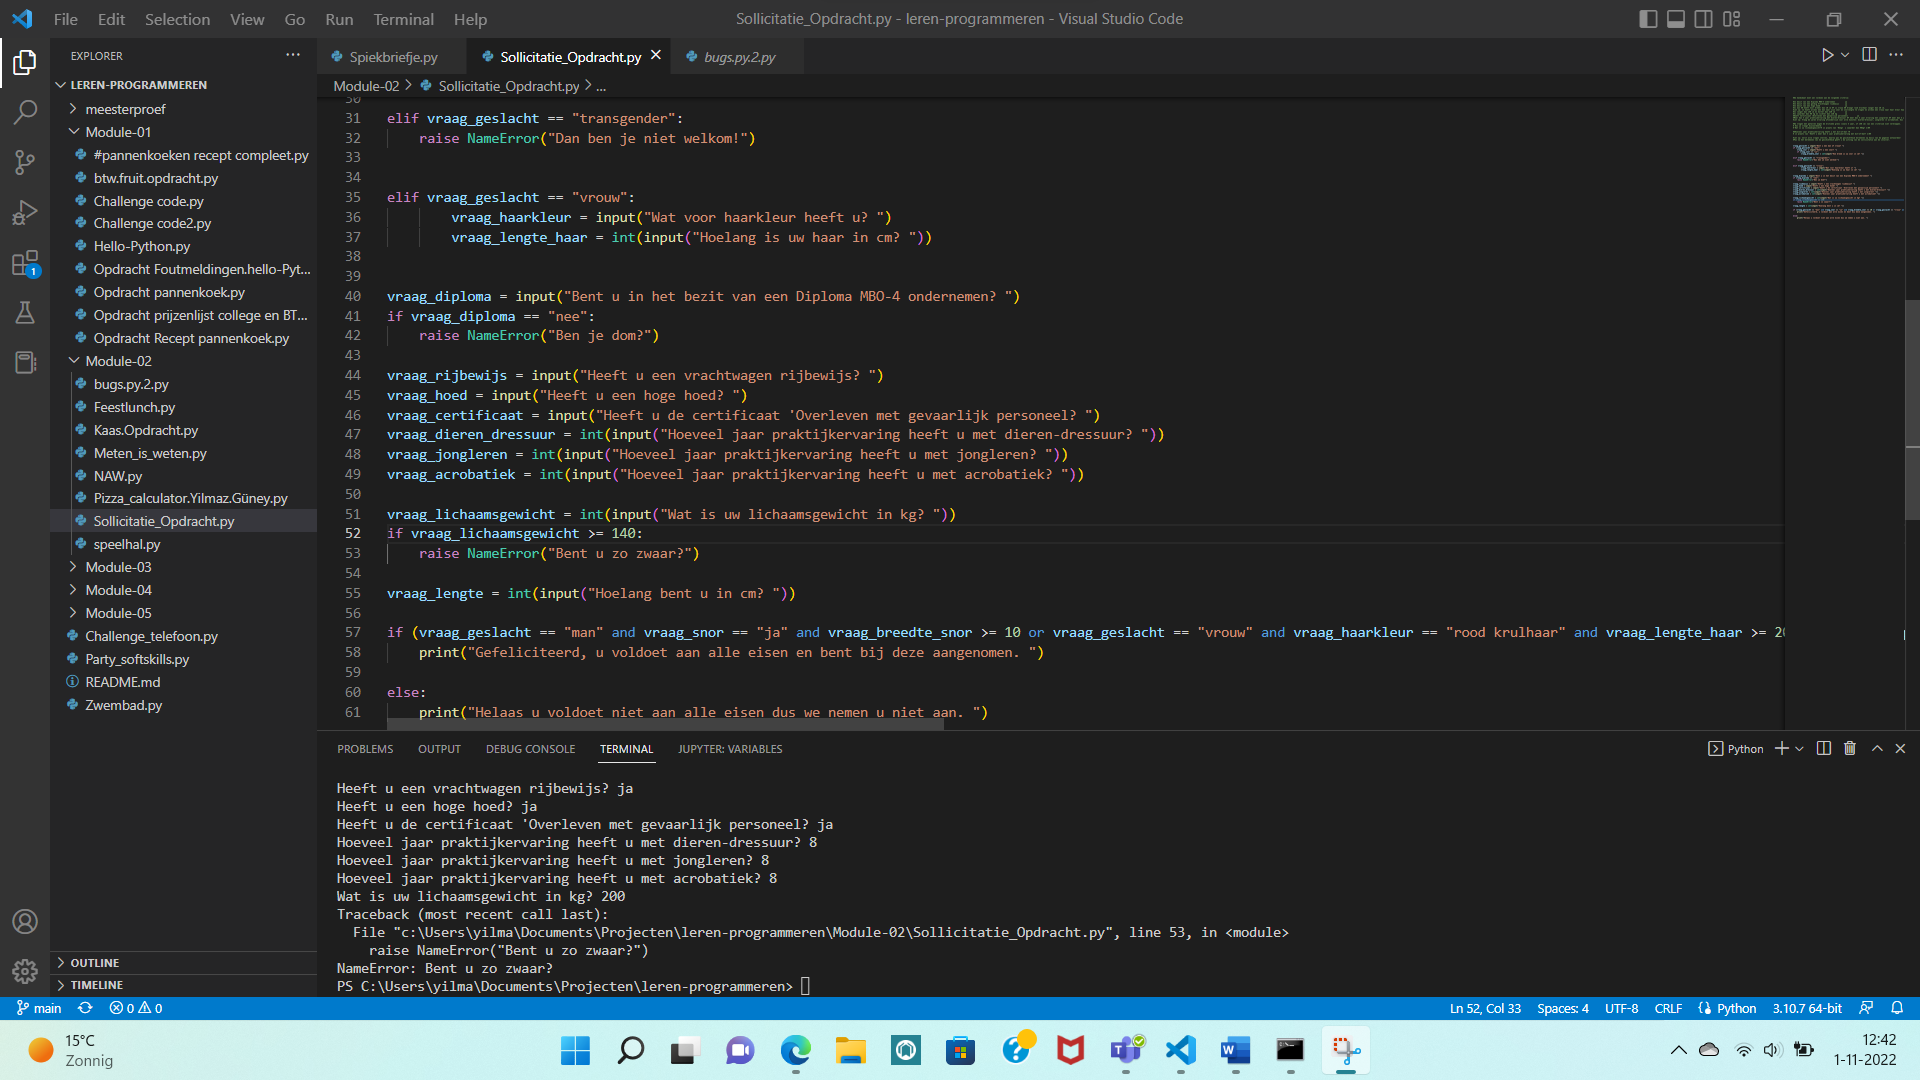 File Edit Selection View Go Run Terminal Help
Sollicitatie_Opdracht.py - leren-programmeren - Visual Studio Code
EXPLORER
LEREN-PROGRAMMEREN
meesterproef
Module-01
#pannenkoeken recept compleet.py
btw.fruit.opdracht.py
Challenge code.py
Challenge code2.py
Hello-Python.py
Opdracht Foutmeldingen.hello-Pyt...
Opdracht pannenkoek.py
Opdracht prijzenlijst college en BT...
Opdracht Recept pannenkoek.py
Module-02
bugs.py.2.py
Feestlunch.py
Kaas.Opdracht.py
Meten_is_weten.py
NAW.py
Pizza_calculator.Yilmaz.Güney.py
Sollicitatie_Opdracht.py
speelhal.py
Module-03
Module-04
Module-05
Challenge_telefoon.py
Party_softskills.py
README.md
Zwembad.py
OUTLINE
TIMELINE
1
Spiekbriefje.py
Sollicitatie_Opdracht.py
bugs.py.2.py
Module-02 > Sollicitatie_Opdracht.py > ...
30
31 elif vraag_geslacht == "transgender":
32 raise NameError("Dan ben je niet welkom!")
33
34
35 elif vraag_geslacht == "vrouw":
36 vraag_haarkleur = input("Wat voor haarkleur heeft u? ")
37 vraag_lengte_haar = int(input("Hoelang is uw haar in cm? "))
38
39
40 vraag_diploma = input("Bent u in het bezit van een Diploma MBO-4 ondernemen? ")
41 if vraag_diploma == "nee":
42 raise NameError("Ben je dom?")
43
44 vraag_rijbewijs = input("Heeft u een vrachtwagen rijbewijs? ")
45 vraag_hoed = input("Heeft u een hoge hoed? ")
46 vraag_certificaat = input("Heeft u de certificaat 'Overleven met gevaarlijk personeel? ")
47 vraag_dieren_dressuur = int(input("Hoeveel jaar praktijkervaring heeft u met dieren-dressuur? "))
48 vraag_jongleren = int(input("Hoeveel jaar praktijkervaring heeft u met jongleren? "))
49 vraag_acrobatiek = int(input("Hoeveel jaar praktijkervaring heeft u met acrobatiek? "))
50
51 vraag_lichaamsgewicht = int(input("Wat is uw lichaamsgewicht in kg? "))
52 if vraag_lichaamsgewicht >= 140:
53 raise NameError("Bent u zo zwaar?")
54
55 vraag_lengte = int(input("Hoelang bent u in cm? "))
56
57 if (vraag_geslacht == "man" and vraag_snor == "ja" and vraag_breedte_snor >= 10 or vraag_geslacht == "vrouw" and vraag_haarkleur == "rood krulhaar" and vraag_lengte_haar >= 20
58 print("Gefeliciteerd, u voldoet aan alle eisen en bent bij deze aangenomen. ")
59
60 else:
61 print("Helaas u voldoet niet aan alle eisen dus we nemen u niet aan. ")
PROBLEMS OUTPUT DEBUG CONSOLE TERMINAL JUPYTER: VARIABLES
Python
Heeft u een vrachtwagen rijbewijs? ja
Heeft u een hoge hoed? ja
Heeft u de certificaat 'Overleven met gevaarlijk personeel? ja
Hoeveel jaar praktijkervaring heeft u met dieren-dressuur? 8
Hoeveel jaar praktijkervaring heeft u met jongleren? 8
Hoeveel jaar praktijkervaring heeft u met acrobatiek? 8
Wat is uw lichaamsgewicht in kg? 200
Traceback (most recent call last):
File "c:\Users\yilma\Documents\Projecten\leren-programmeren\Module-02\Sollicitatie_Opdracht.py", line 53, in <module>
raise NameError("Bent u zo zwaar?")
NameError: Bent u zo zwaar?
PS C:\Users\yilma\Documents\Projecten\leren-programmeren>
main 0 0
Ln 52, Col 33 Spaces: 4 UTF-8 CRLF Python 3.10.7 64-bit
15°C
Zonnig
12:42
1-11-2022